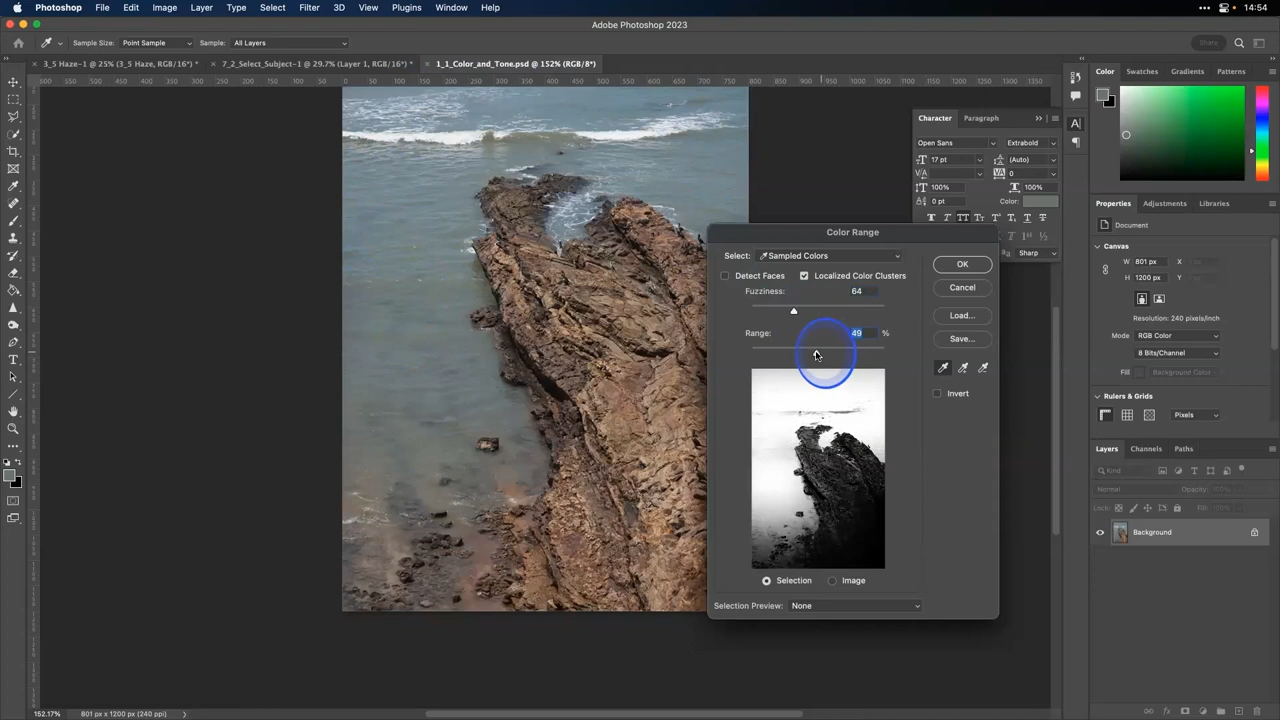 Photoshop File Edit Image Layer Type Select Filter 3D View Plugins Window Help 14:54
Adobe Photoshop 2023
Sample Size: Point Sample Sample: All Layers Share
3_5 Haze-1 @ 25% (3_5 Haze, RGB/16*) * 7_2_Select_Subject-1 @ 29.7% (Layer 1, RGB/16*) * 1_1_Color_and_Tone.psd @ 152% (RGB/8*)
Color Swatches Gradients Patterns
Character Paragraph
Open Sans Extrabold
17 pt (Auto)
0
100% 100%
0 pt Color:
Sharp
Color Range
Select: Sampled Colors
Detect Faces Localized Color Clusters
Fuzziness: 64
Range: 49 %
OK
Cancel
Load...
Save...
Invert
Selection Image
Selection Preview: None
Properties Adjustments Libraries
Document
Canvas
W 801 px X
H 1200 px Y
Resolution: 240 pixels/inch
Mode RGB Color
8 Bits/Channel
Fill Background Color
Rulers & Grids
Pixels
Layers Channels Paths
Kind
Normal Opacity:
Lock: Fill:
Background
152.17% 801 px x 1200 px (240 ppi)